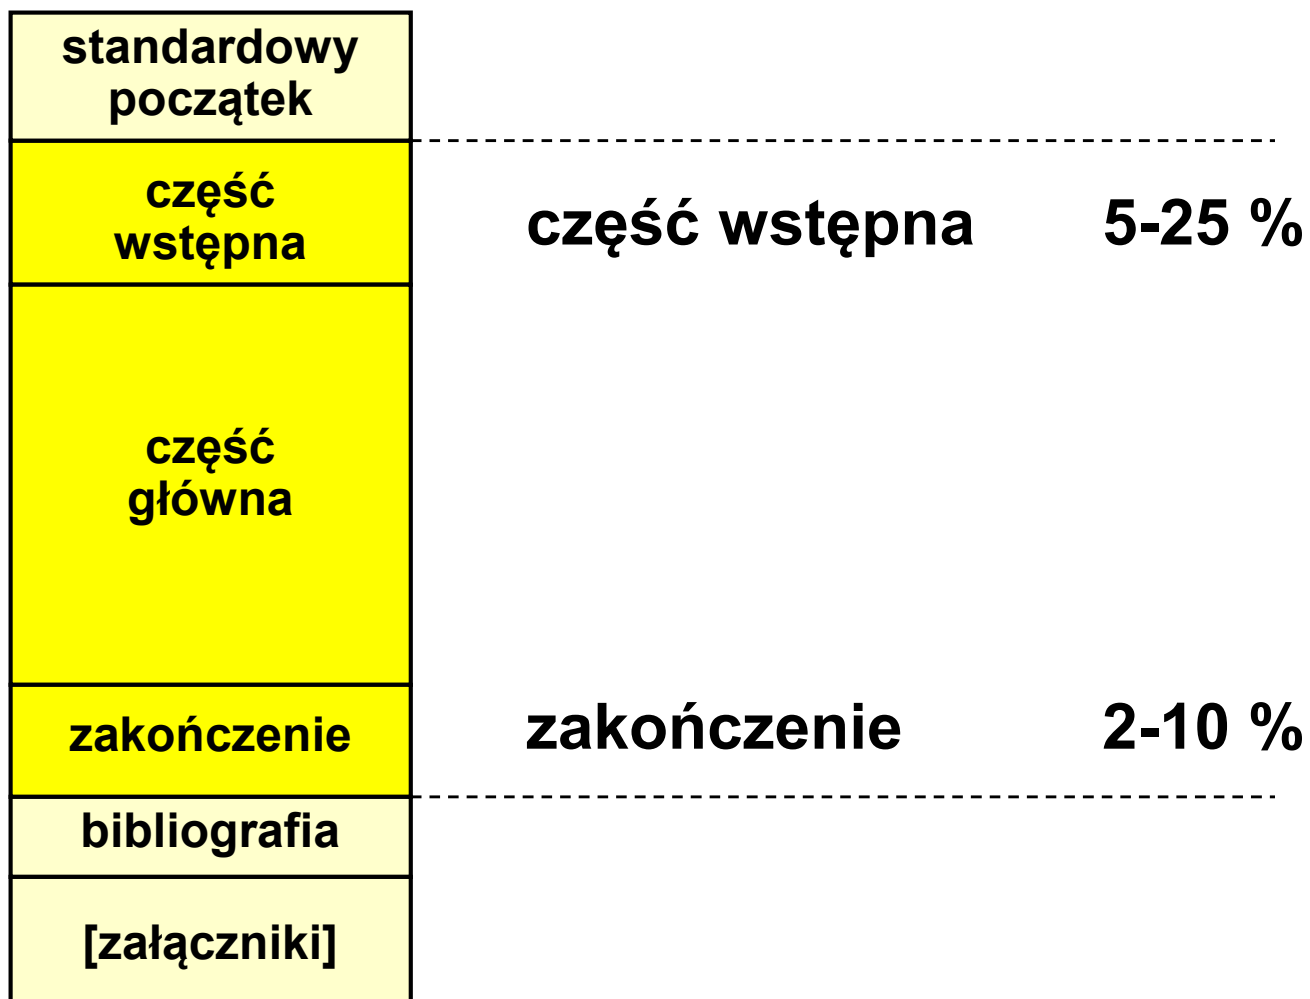 standardowy
początek
część
wstępna
część wstępna 5-25 %
część
główna
zakończenie
zakończenie 2-10 %
bibliografia
[załączniki]